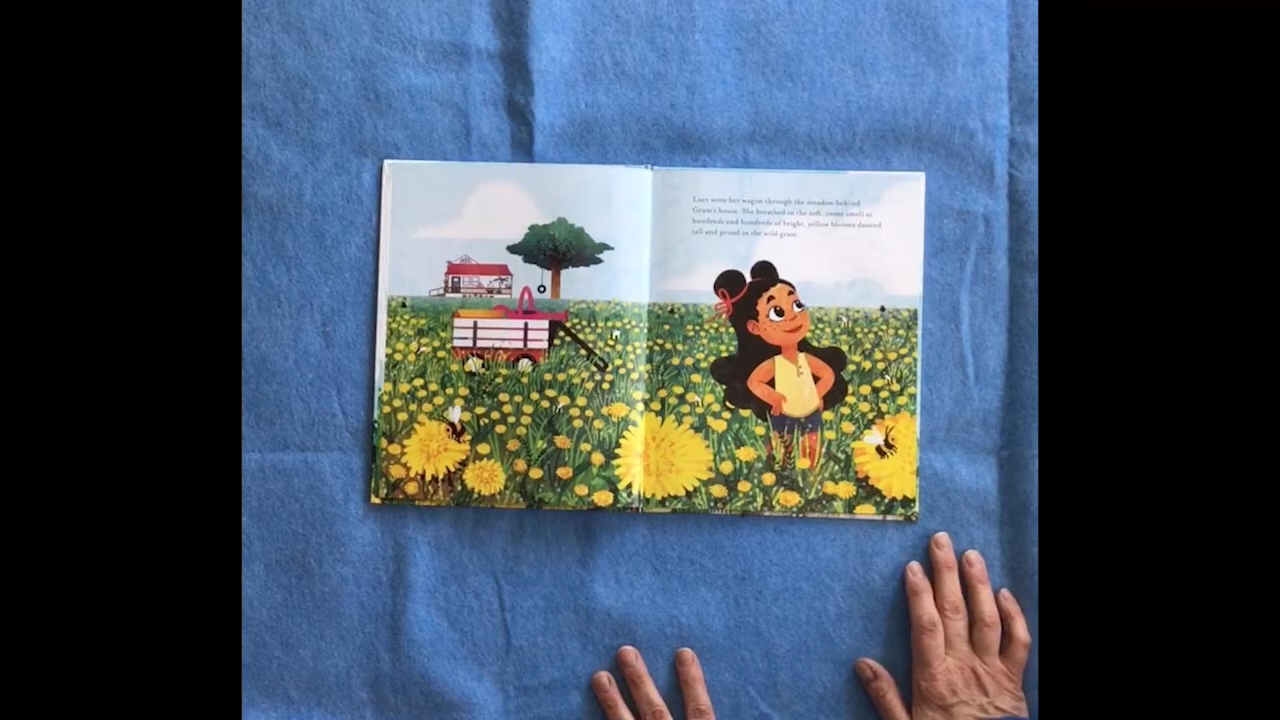 Lucy wove her wagon through the meadow behind
Gram's house. She breathed in the soft, sweet smell as
hundreds and hundreds of bright, yellow blooms danced
tall and proud in the wild grass.